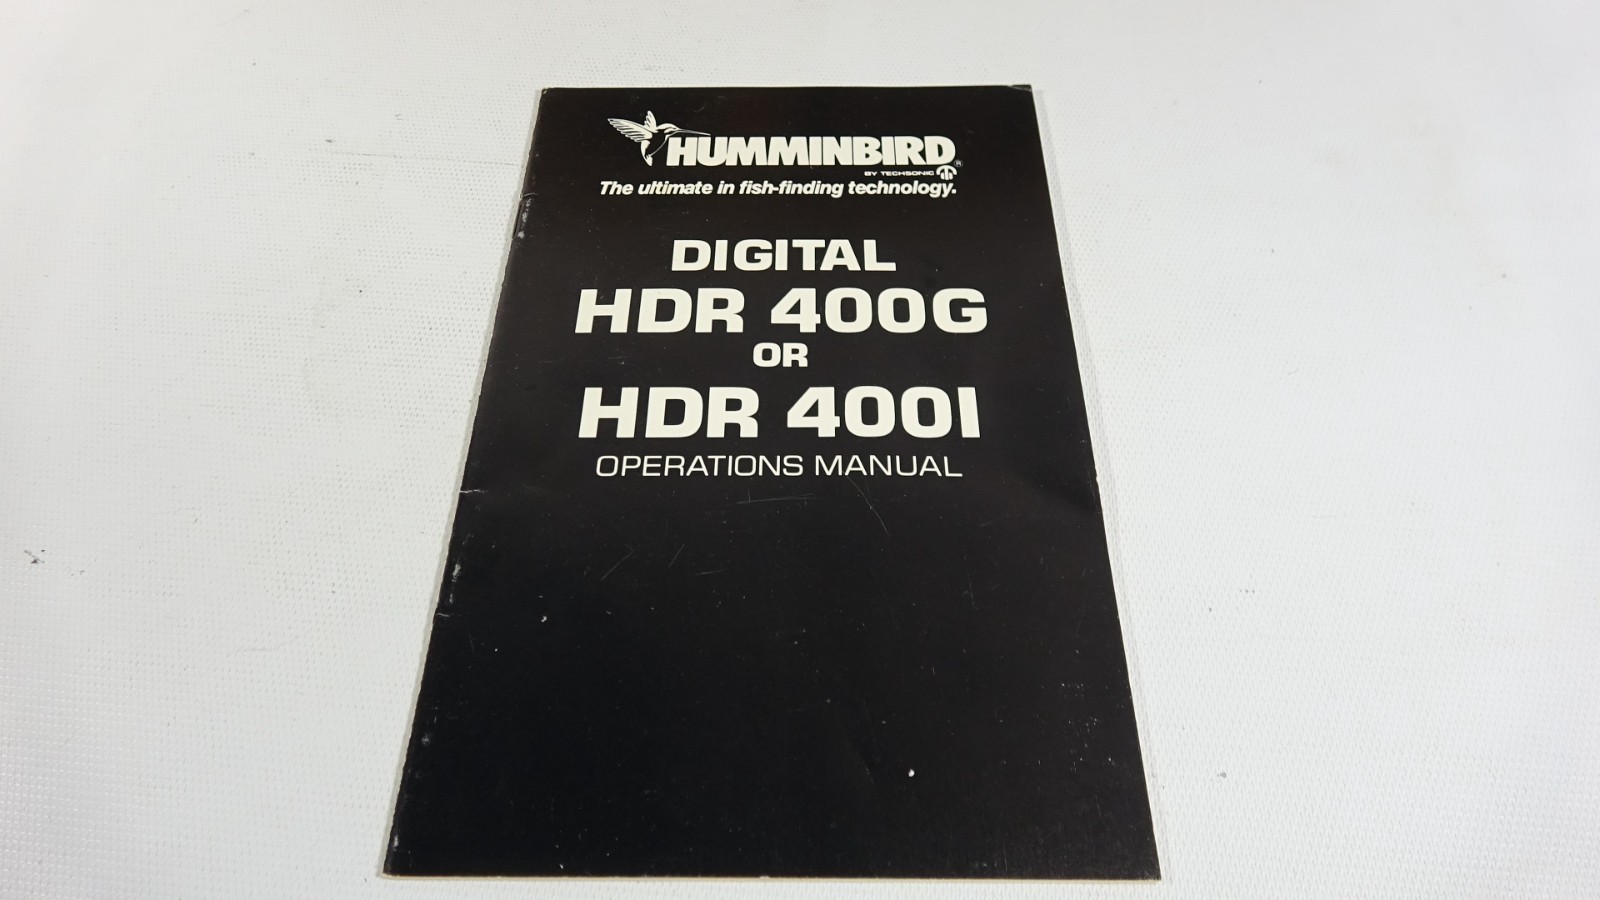 HUMMINBIRD®
BY TECHSONIC
The ultimate in fish-finding technology.
DIGITAL
HDR 400G
OR
HDR 400I
OPERATIONS MANUAL